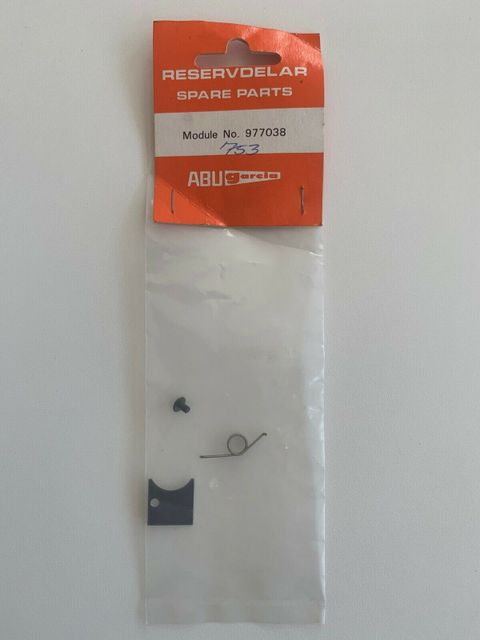 RESERVDELAR
SPARE PARTS
Module No. 977038
753
ABU garcia